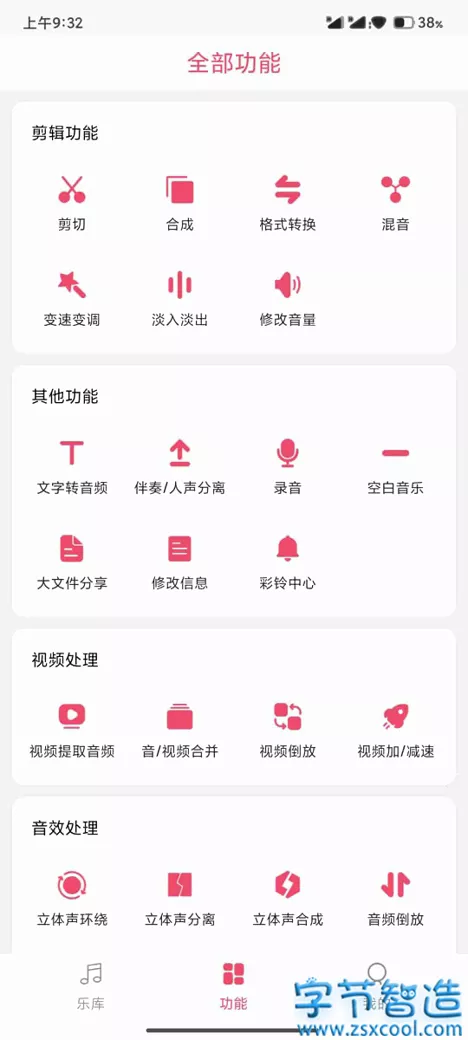 上午9:32
38%
全部功能
剪辑功能
剪切 合成 格式转换 混音
变速变调 淡入淡出 修改音量
其他功能
文字转音频 伴奏/人声分离 录音 空白音乐
大文件分享 修改信息 彩铃中心
视频处理
视频提取音频 音/视频合并 视频倒放 视频加/减速
音效处理
立体声环绕 立体声分离 立体声合成 音频倒放
乐库 功能 我的
字节智造
www.zsxcool.com